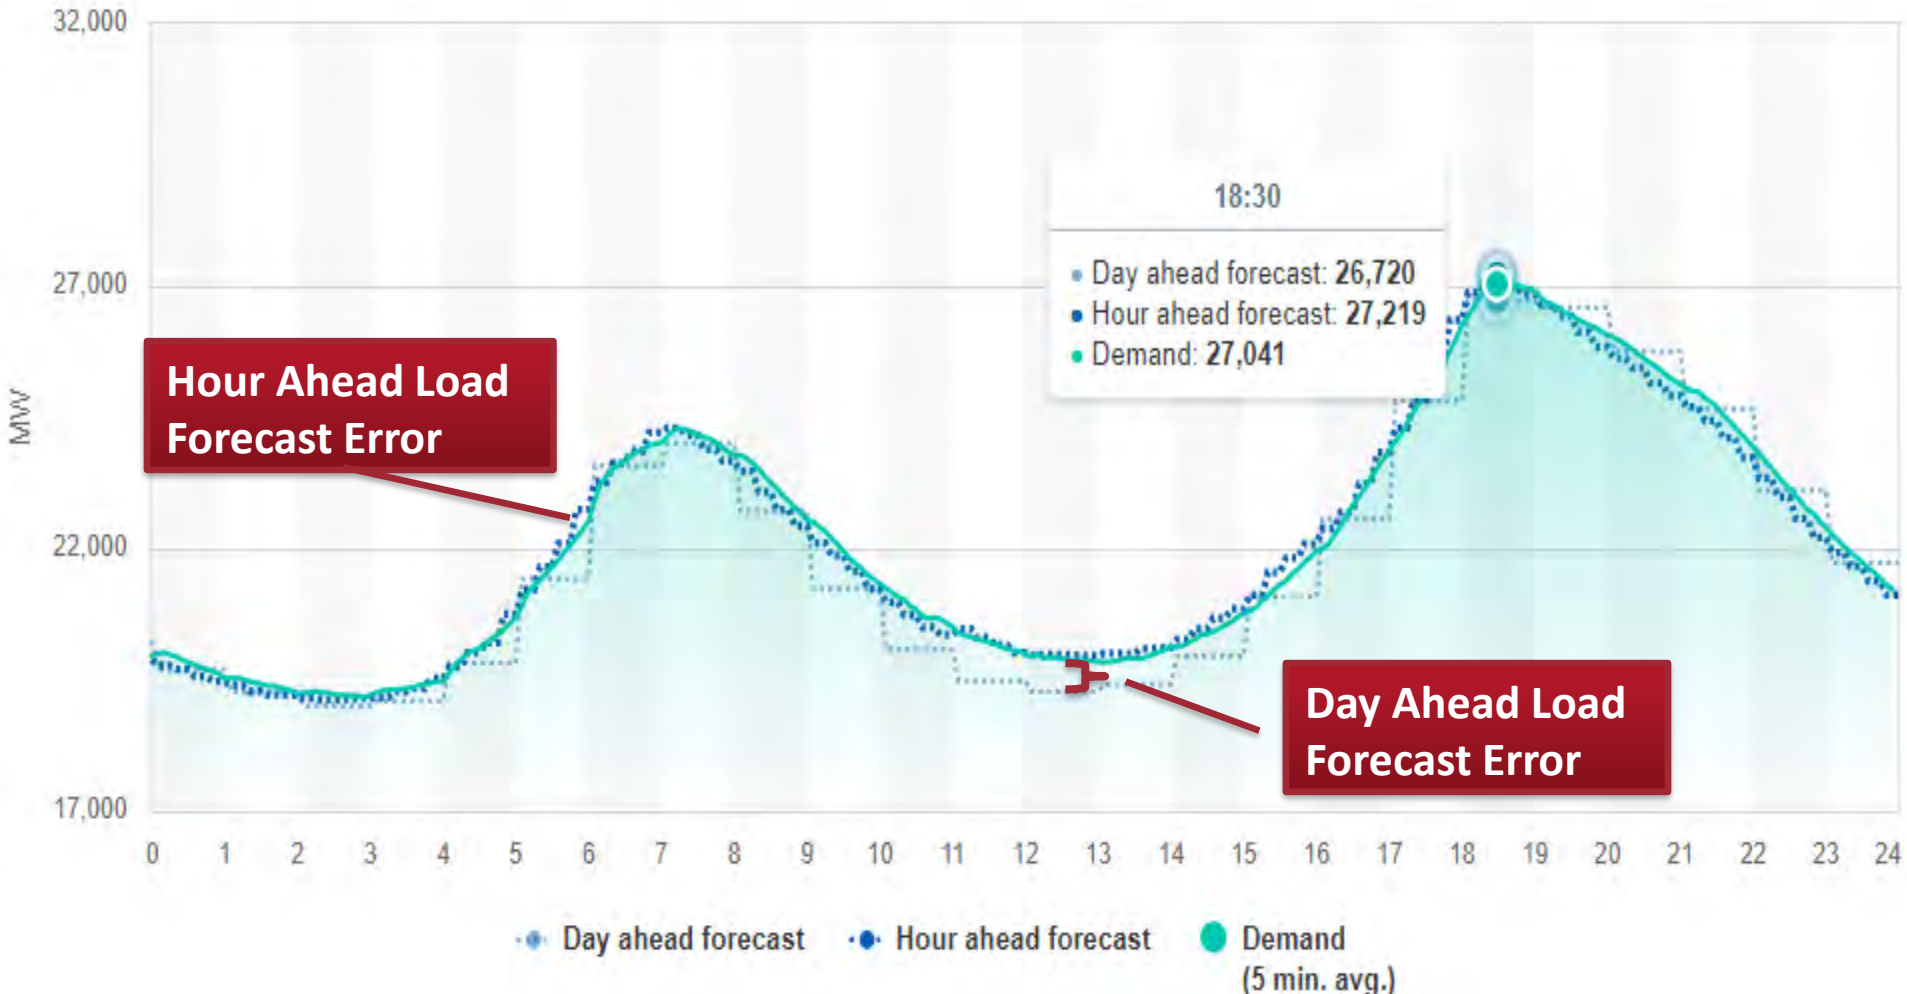 32,000
27,000
22,000
17,000
MW
18:30
Day ahead forecast: 26,720
Hour ahead forecast: 27,219
Demand: 27,041
Hour Ahead Load
Forecast Error
Day Ahead Load
Forecast Error
0 1 2 3 4 5 6 7 8 9 10 11 12 13 14 15 16 17 18 19 20 21 22 23 24
Day ahead forecast Hour ahead forecast Demand
(5 min. avg.)